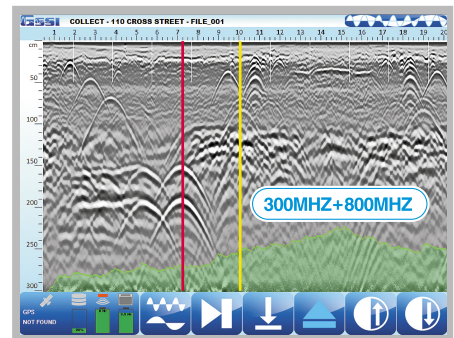 GSSI COLLECT - 110 CROSS STREET - FILE_001
1 2 3 4 5 6 7 8 9 10 11 12 13 14 15 16 17 18 19 20
cm
50
100
150
200
250
300
300MHZ+800MHZ
GPS
NOT FOUND